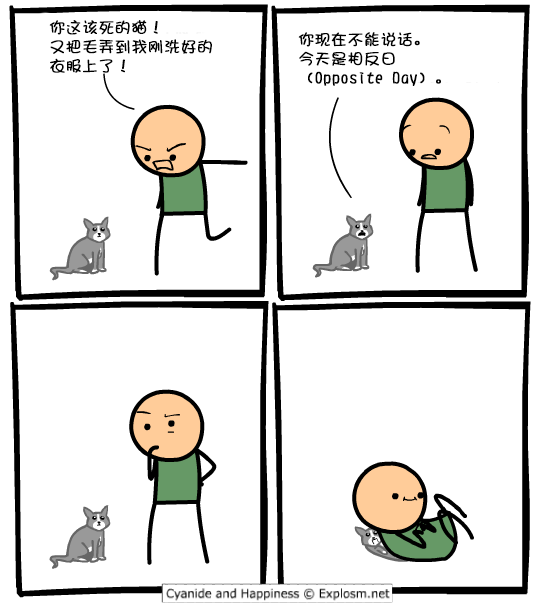 你这该死的猫！
又把毛弄到我刚洗好的
衣服上了！
你现在不能说话。
今天是相反日
（Opposite Day）。
Cyanide and Happiness © Explosm.net